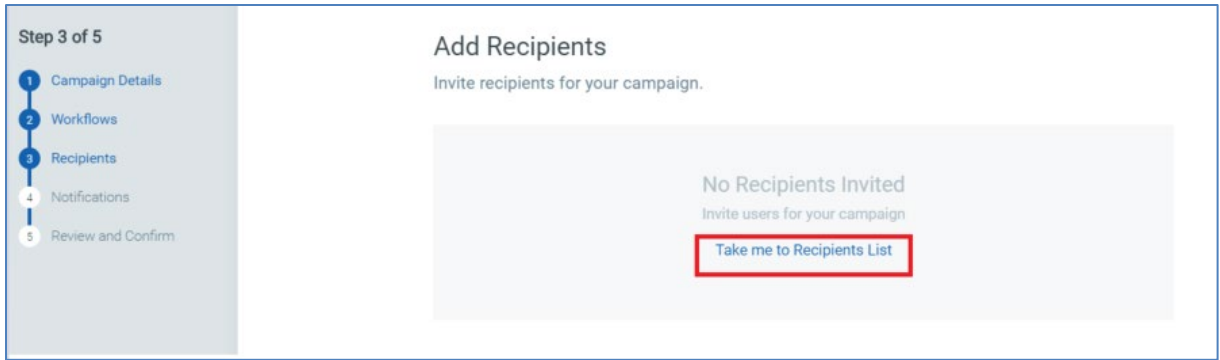 Step 3 of 5
1 Campaign Details
2 Workflows
3 Recipients
4 Notifications
5 Review and Confirm
Add Recipients
Invite recipients for your campaign.
No Recipients Invited
Invite users for your campaign
Take me to Recipients List